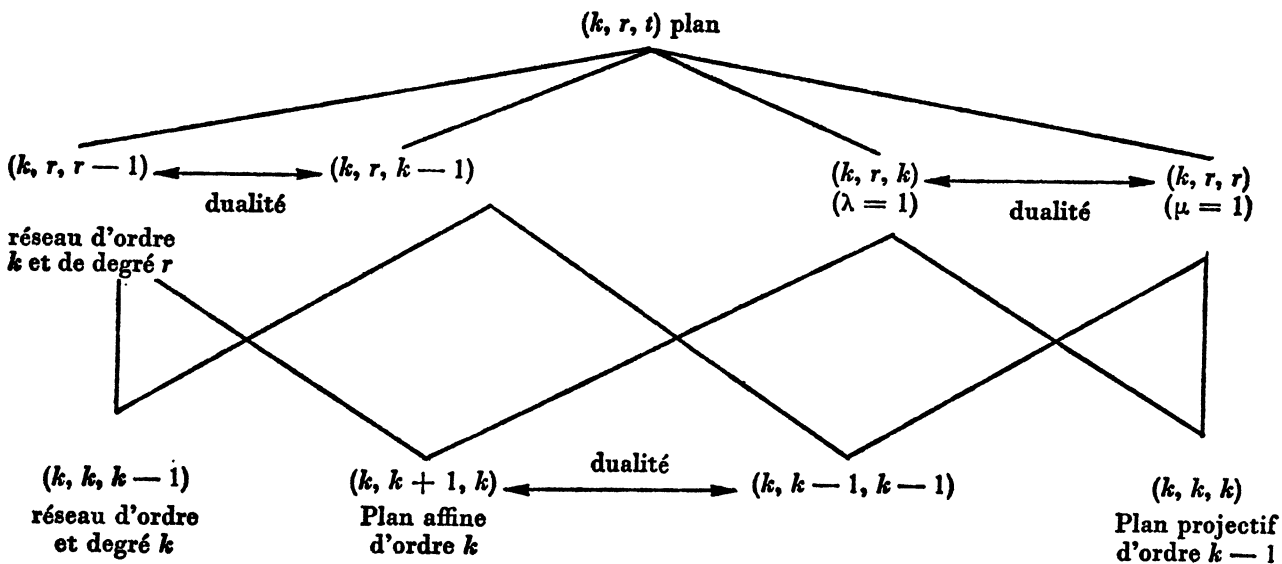 (k, r, t) plan
(k, r, r — 1)
(k, r, k — 1)
(k, r, k)
(λ = 1)
(k, r, r)
(μ = 1)
dualité
dualité
réseau d'ordre
k et de degré r
(k, k, k — 1)
réseau d'ordre
et degré k
(k, k + 1, k)
Plan affine
d'ordre k
dualité
(k, k — 1, k — 1)
(k, k, k)
Plan projectif
d'ordre k — 1